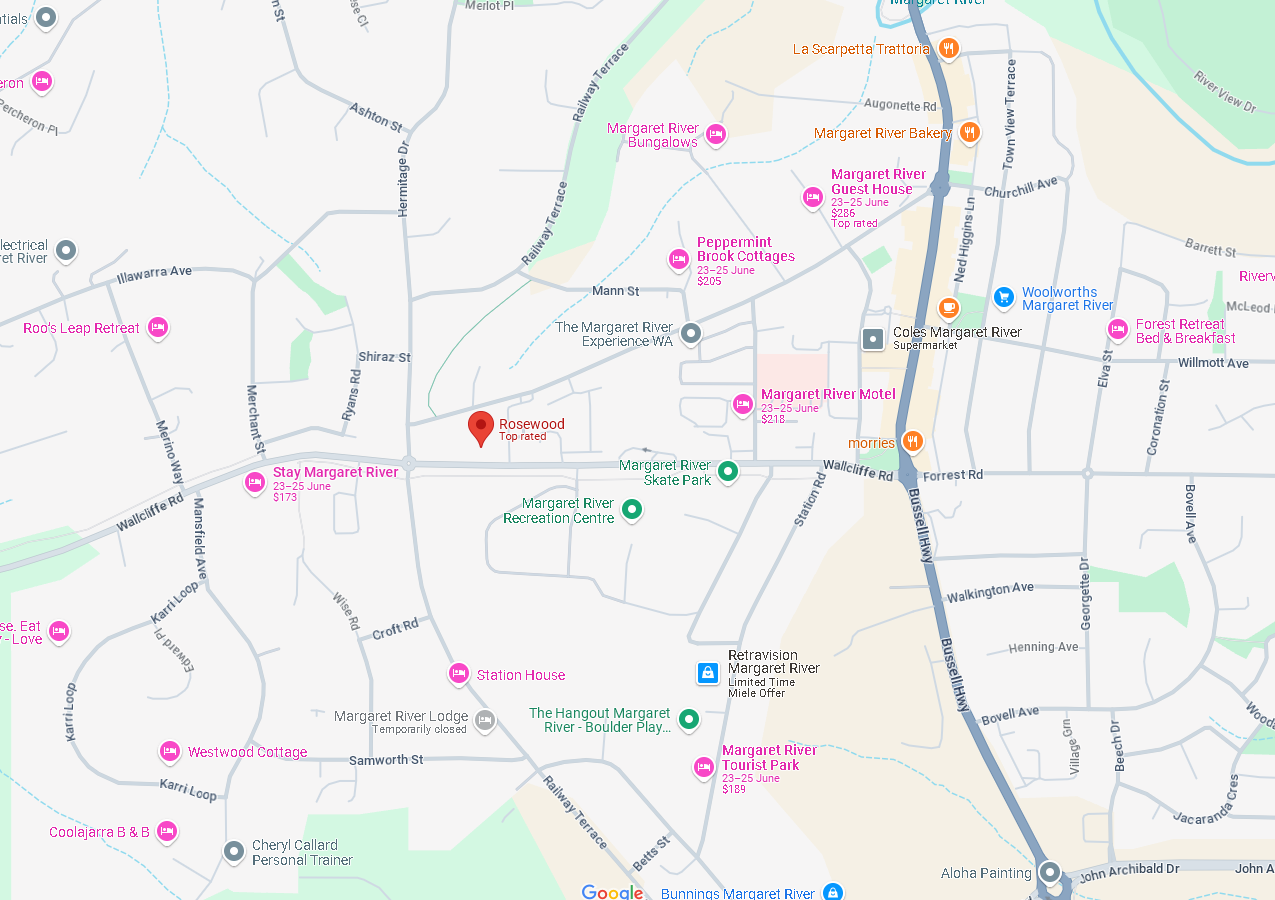 Merlot Pl
Margaret River
La Scarpetta Trattoria
Railway Terrace
River View Dr
Town View Terrace
Percheron Pl
Ashton St
Augonette Rd
Margaret River
Bungalows
Margaret River Bakery
Hermitage Dr
Margaret River
Guest House
23–25 June
$286
Top rated
Churchill Ave
Railway Terrace
Ned Higgins Ln
Peppermint
Brook Cottages
23–25 June
$205
Barrett St
Illawarra Ave
Mann St
Woolworths
Margaret River
McLeod
Roo's Leap Retreat
The Margaret River
Experience WA
Coles Margaret River
Supermarket
Forest Retreat
Bed & Breakfast
Shiraz St
Willmott Ave
Elva St
Ryans Rd
Margaret River Motel
23–25 June
$218
Merchant St
Coronation St
Rosewood
Top rated
morries
Merino Way
Stay Margaret River
23–25 June
$173
Margaret River
Skate Park
Wallcliffe Rd
Forrest Rd
Wallcliffe Rd
Station Rd
Margaret River
Recreation Centre
Bussell Hwy
Bovell Ave
Mansfield Ave
Karri Loop
Wise Rd
Walkington Ave
Georgette Dr
se. Eat
- Love
Edward Pl
Croft Rd
Henning Ave
Retravision
Margaret River
Limited Time
Miele Offer
Station House
Bussell Hwy
Karri Loop
Margaret River Lodge
Temporarily closed
The Hangout Margaret
River - Boulder Play...
Bovell Ave
Village Grn
Beech Dr
Westwood Cottage
Samworth St
Margaret River
Tourist Park
23–25 June
$189
Karri Loop
Railway Terrace
Jacaranda Cres
Coolajarra B & B
Cheryl Callard
Personal Trainer
Betts St
Aloha Painting
John Archibald Dr
John A
Google
Bunnings Margaret River